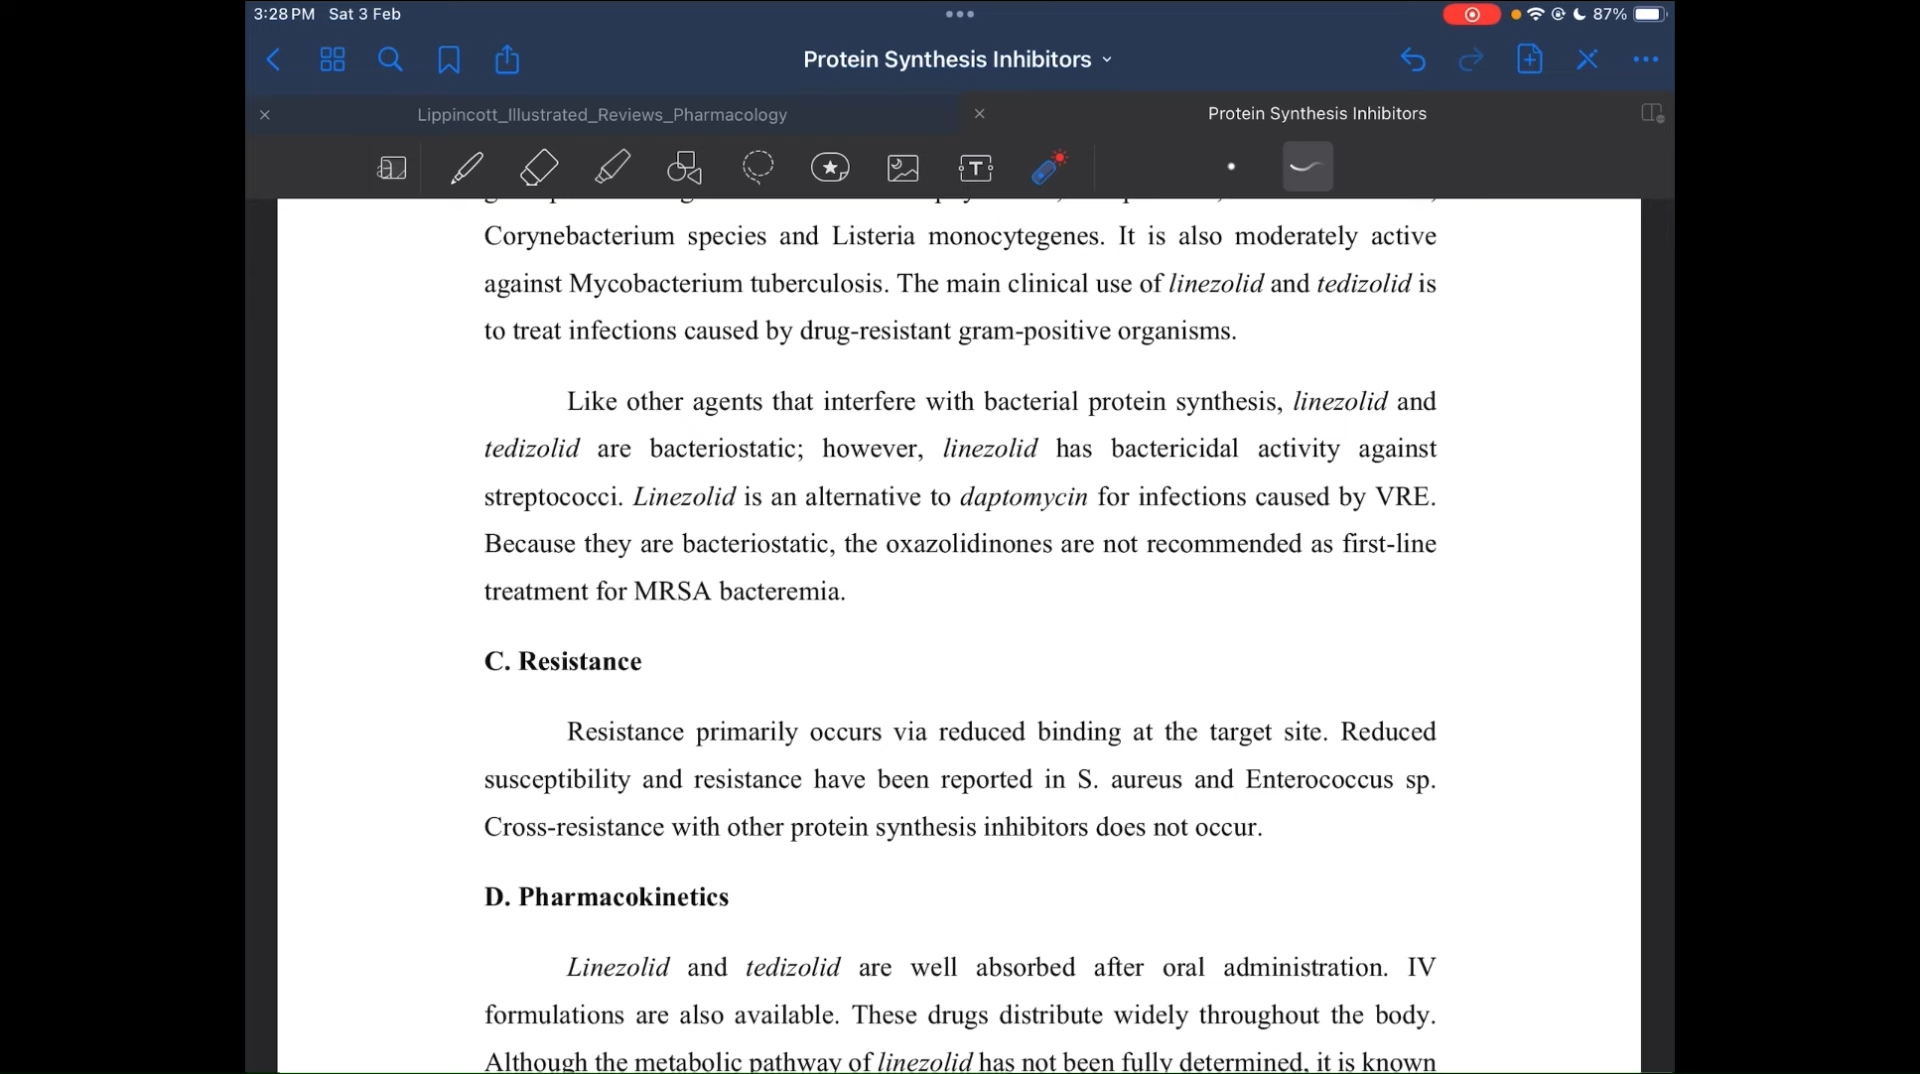 3:28 PM Sat 3 Feb
87%
Protein Synthesis Inhibitors
Lippincott_Illustrated_Reviews_Pharmacology
Protein Synthesis Inhibitors
Corynebacterium species and Listeria monocytegenes. It is also moderately active
against Mycobacterium tuberculosis. The main clinical use of linezolid and tedizolid is
to treat infections caused by drug-resistant gram-positive organisms.
Like other agents that interfere with bacterial protein synthesis, linezolid and
tedizolid are bacteriostatic; however, linezolid has bactericidal activity against
streptococci. Linezolid is an alternative to daptomycin for infections caused by VRE.
Because they are bacteriostatic, the oxazolidinones are not recommended as first-line
treatment for MRSA bacteremia.
C. Resistance
Resistance primarily occurs via reduced binding at the target site. Reduced
susceptibility and resistance have been reported in S. aureus and Enterococcus sp.
Cross-resistance with other protein synthesis inhibitors does not occur.
D. Pharmacokinetics
Linezolid and tedizolid are well absorbed after oral administration. IV
formulations are also available. These drugs distribute widely throughout the body.
Although the metabolic pathway of linezolid has not been fully determined, it is known